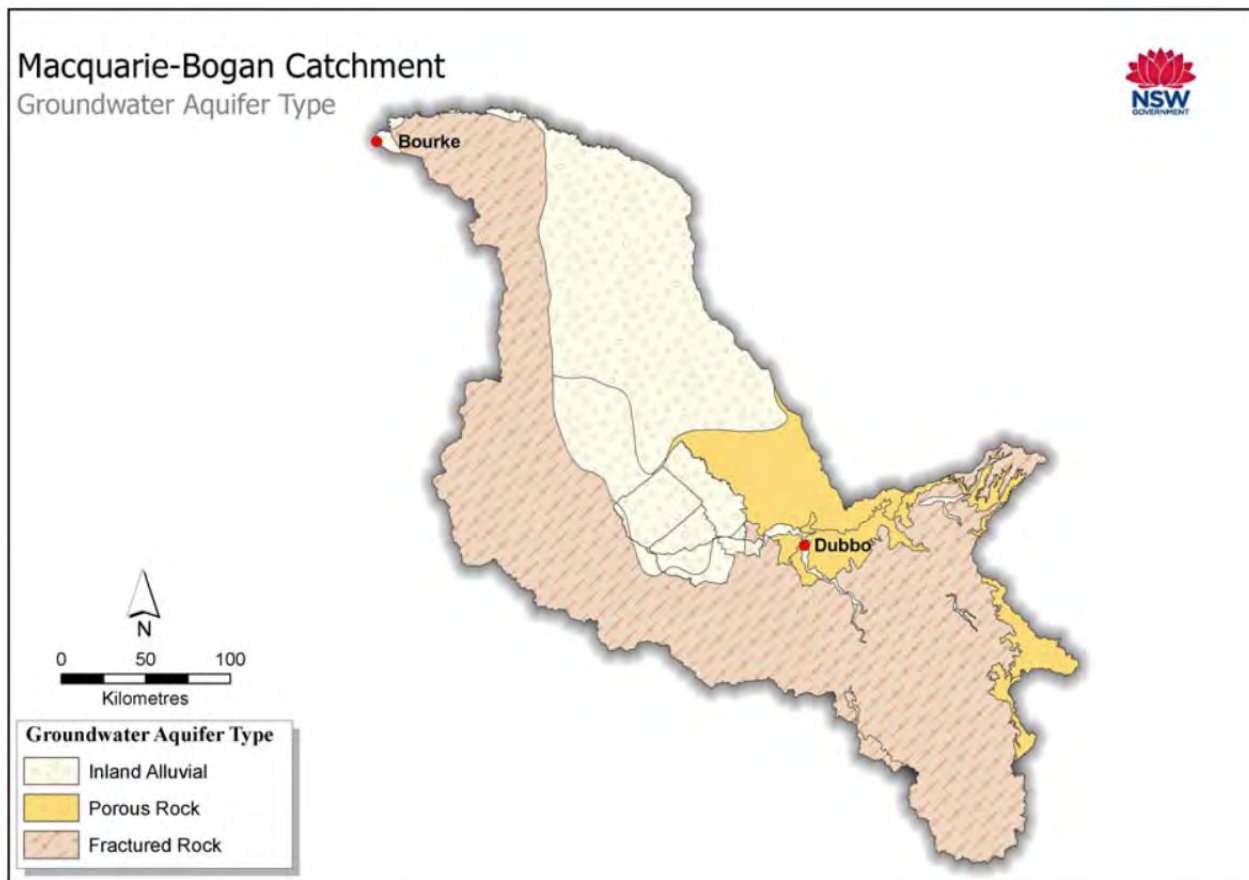 Macquarie-Bogan Catchment
Groundwater Aquifer Type
NSW
GOVERNMENT
Bourke
Dubbo
N
0 50 100
Kilometres
Groundwater Aquifer Type
Inland Alluvial
Porous Rock
Fractured Rock